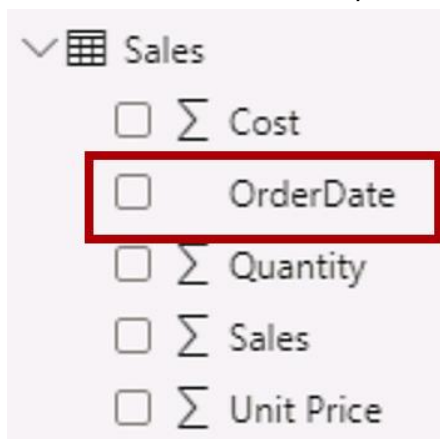 Sales
∑ Cost
OrderDate
∑ Quantity
∑ Sales
∑ Unit Price